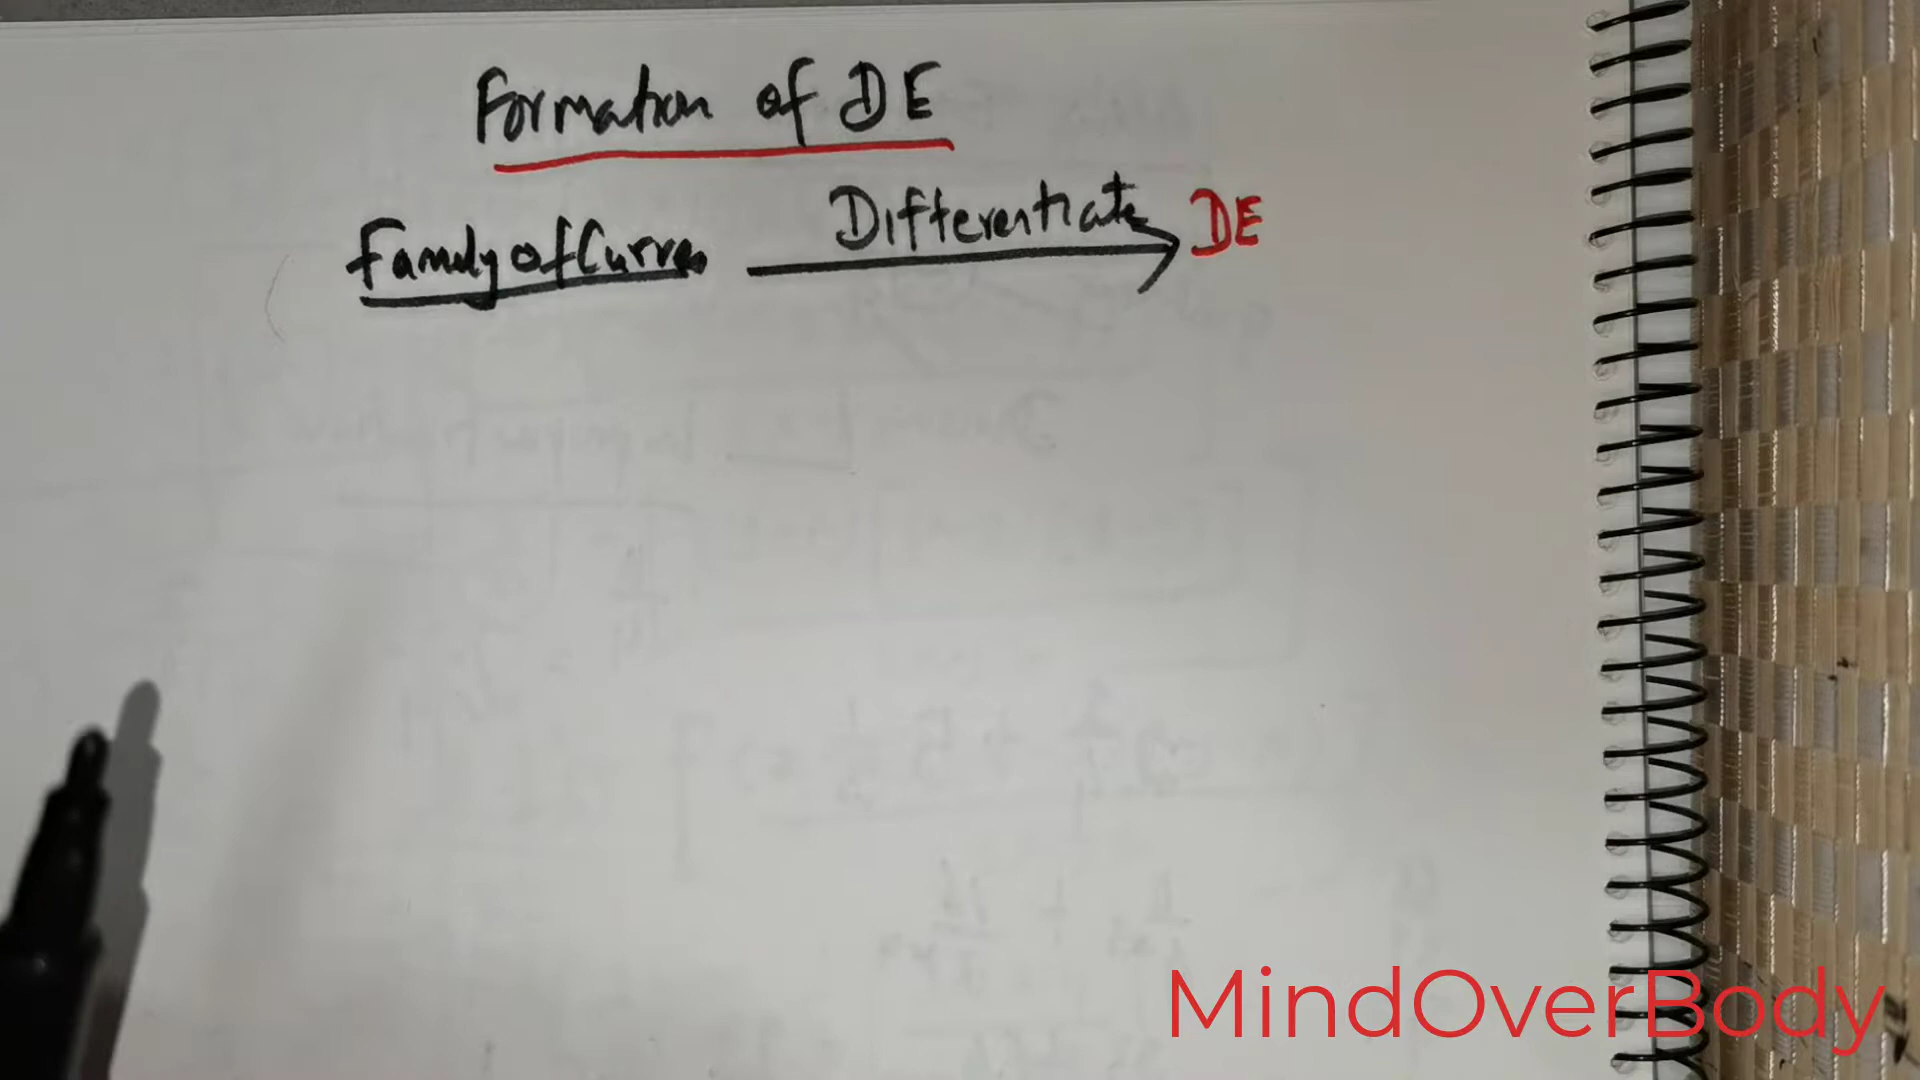 Formation of DE
Family of Curves Differentiate DE
MindOverBody